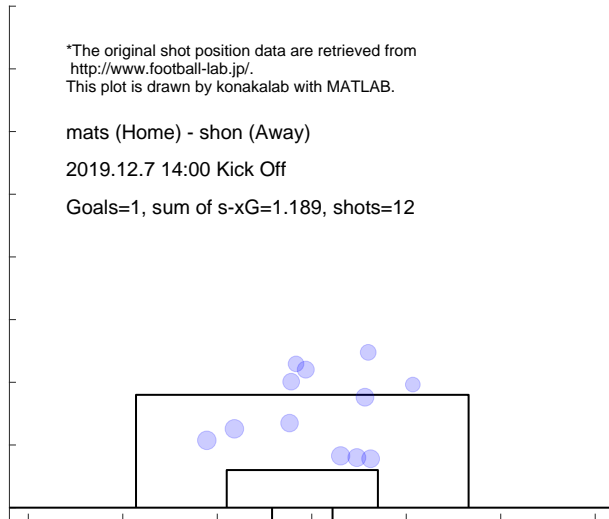 *The original shot position data are retrieved from
http://www.football-lab.jp/.
This plot is drawn by konakalab with MATLAB.
mats (Home) - shon (Away)
2019.12.7 14:00 Kick Off
Goals=1, sum of s-xG=1.189, shots=12